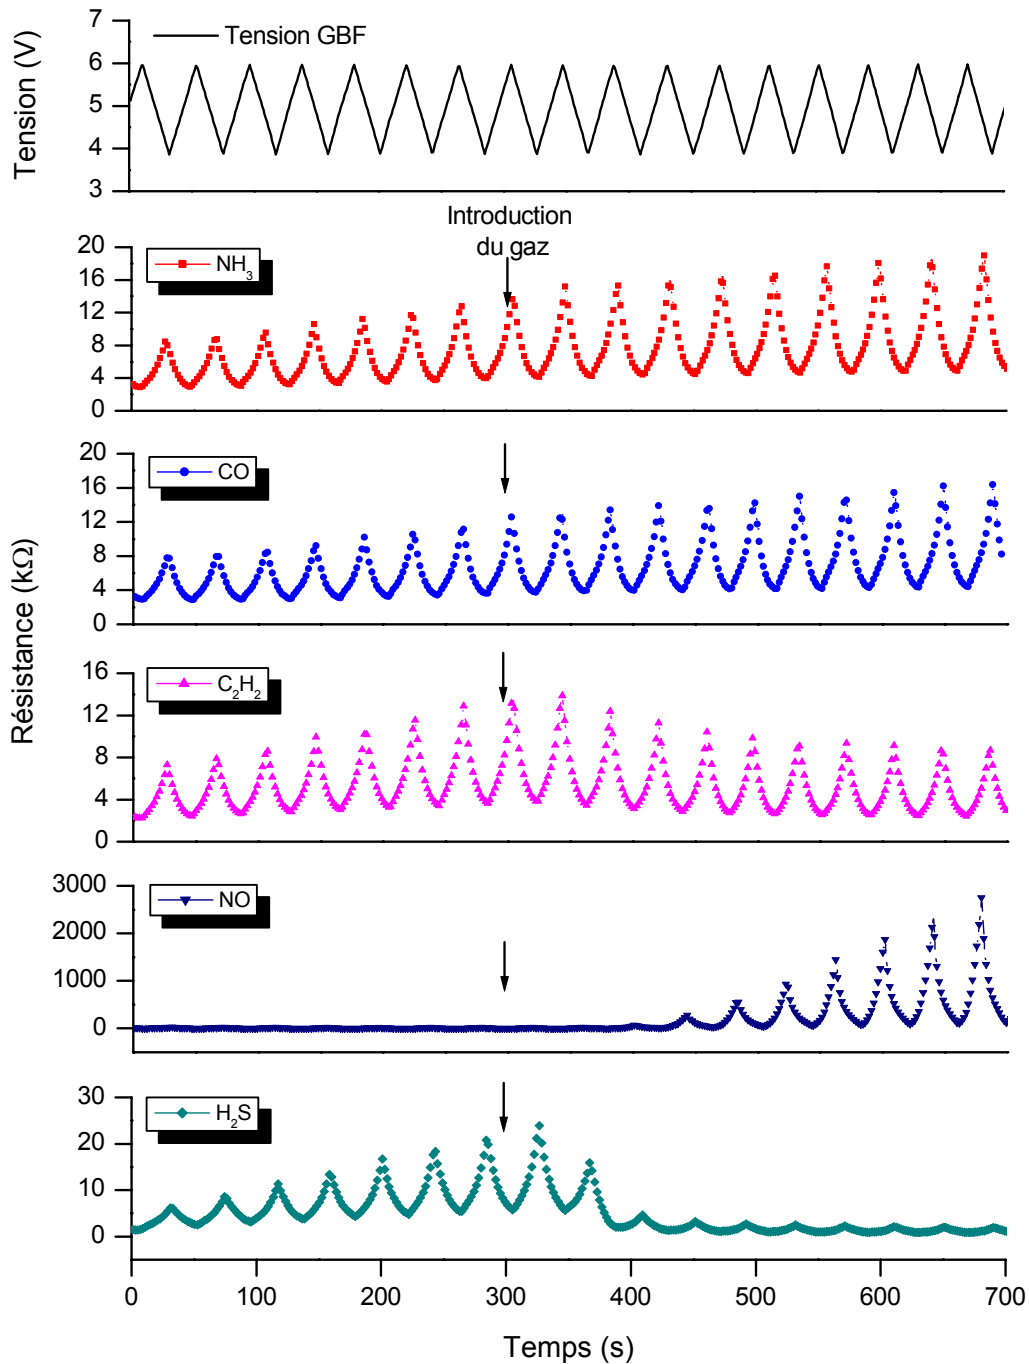 7
6
5
4
3
Tension (V)
Tension GBF
Introduction
du gaz
20
16
12
8
4
0
NH₃
20
16
12
8
4
0
CO
Résistance (kΩ)
16
12
8
4
0
C₂H₂
3000
2000
1000
0
NO
30
20
10
0
H₂S
0 100 200 300 400 500 600 700
Temps (s)